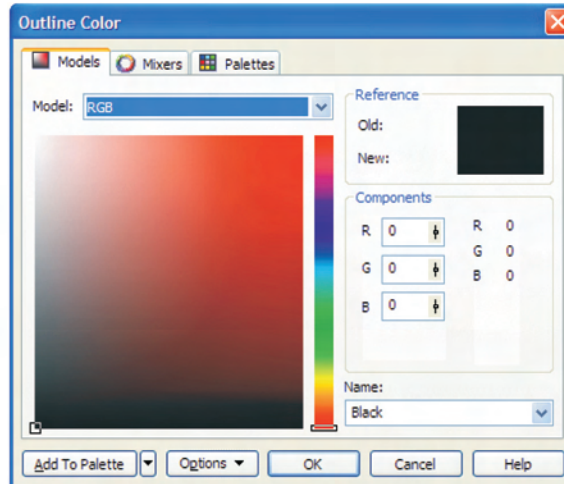 Outline Color
Models Mixers Palettes
Model: RGB
Reference
Old:
New:
Components
R 0 R 0
G 0 G 0
B 0 B 0
Name:
Black
Add To Palette Options OK Cancel Help